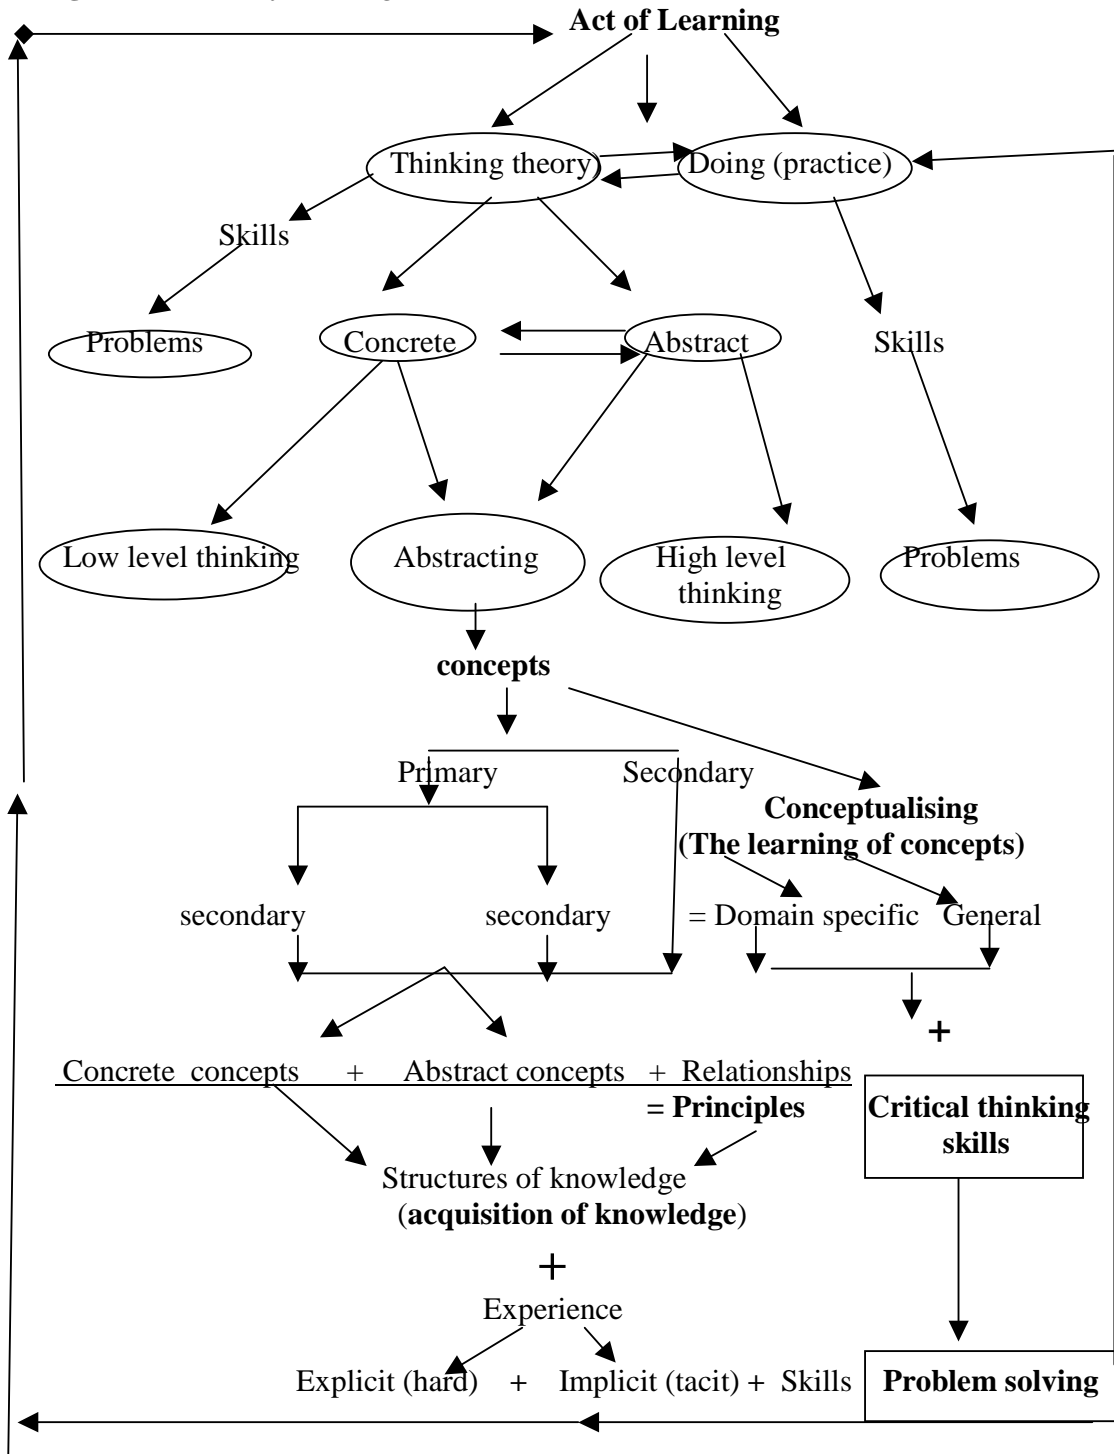 Act of Learning
Thinking theory)
Doing (practice)
Skills
Problems
Concrete
Abstract
Skills
Low level thinking
Abstracting
High level
thinking
Problems
concepts
Primary
Secondary
Conceptualising
(The learning of concepts)
secondary
secondary
= Domain specific
General
+
Concrete concepts + Abstract concepts + Relationships
= Principles
Critical thinking
skills
Structures of knowledge
(acquisition of knowledge)
+
Experience
Explicit (hard) + Implicit (tacit) + Skills
Problem solving